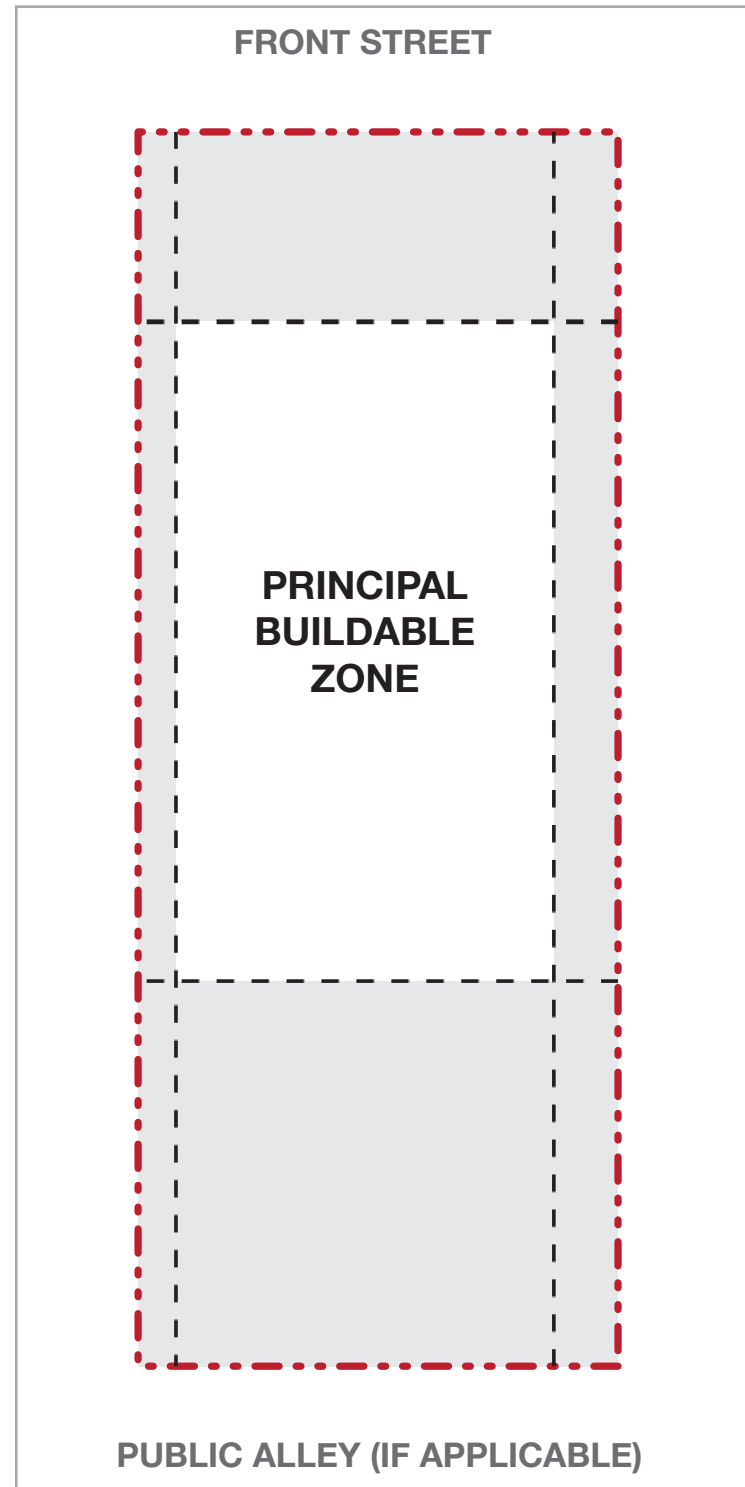 FRONT STREET
PRINCIPAL
BUILDABLE
ZONE
PUBLIC ALLEY (IF APPLICABLE)